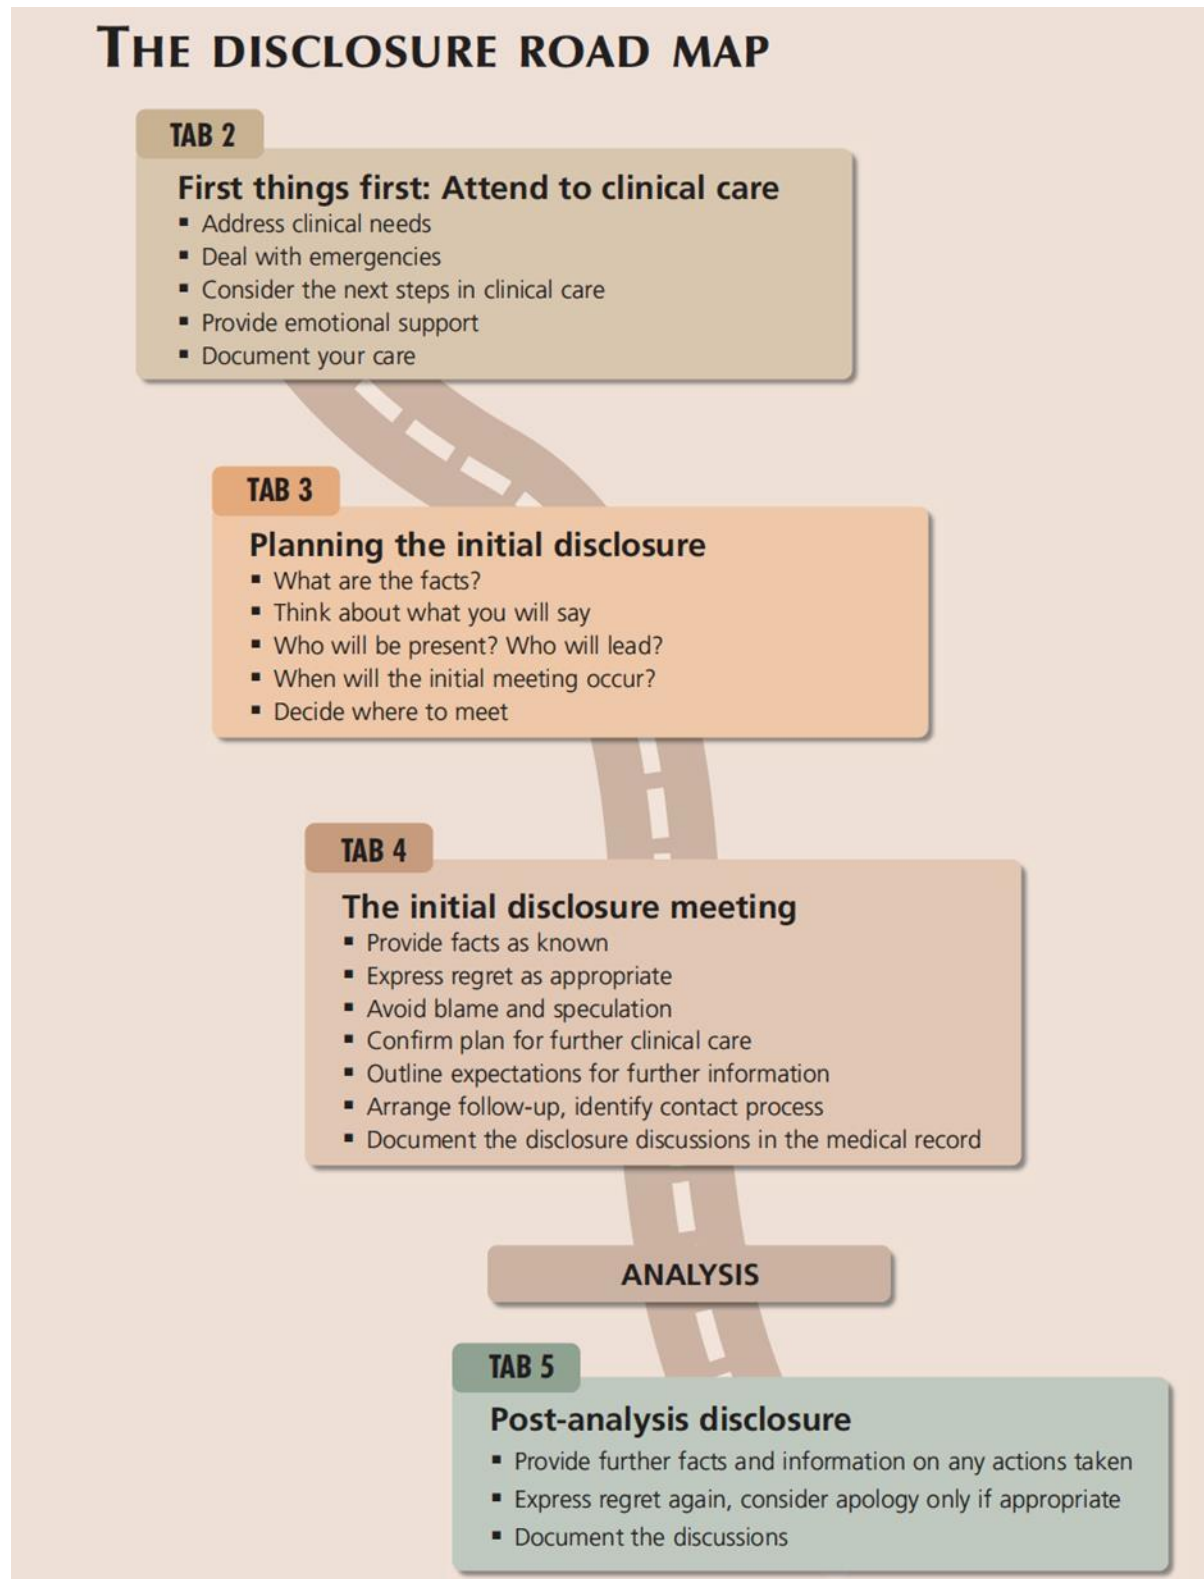 THE DISCLOSURE ROAD MAP
TAB 2
First things first: Attend to clinical care
▪ Address clinical needs
▪ Deal with emergencies
▪ Consider the next steps in clinical care
▪ Provide emotional support
▪ Document your care
TAB 3
Planning the initial disclosure
▪ What are the facts?
▪ Think about what you will say
▪ Who will be present? Who will lead?
▪ When will the initial meeting occur?
▪ Decide where to meet
TAB 4
The initial disclosure meeting
▪ Provide facts as known
▪ Express regret as appropriate
▪ Avoid blame and speculation
▪ Confirm plan for further clinical care
▪ Outline expectations for further information
▪ Arrange follow-up, identify contact process
▪ Document the disclosure discussions in the medical record
ANALYSIS
TAB 5
Post-analysis disclosure
▪ Provide further facts and information on any actions taken
▪ Express regret again, consider apology only if appropriate
▪ Document the discussions